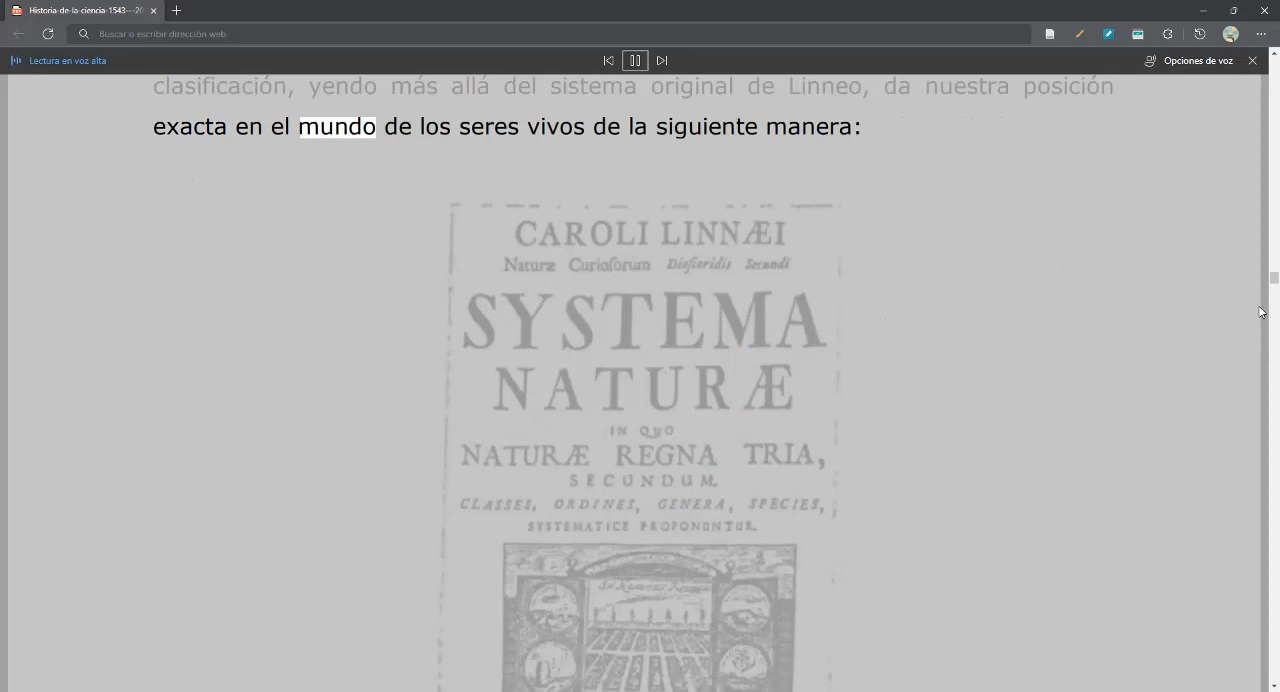 Historia-de-la-ciencia-1543---20
Buscar o escribir dirección web
Lectura en voz alta
Opciones de voz
clasificación, yendo más allá del sistema original de Linneo, da nuestra posición
exacta en el mundo de los seres vivos de la siguiente manera:
CAROLI LINNÆI
Naturæ Curiosorum Dioscoridis Secundi
SYSTEMA
NATURÆ
IN QUO
NATURÆ REGNA TRIA,
SECUNDUM
CLASSES, ORDINES, GENERA, SPECIES,
SYSTEMATICE PROPONUNTUR.